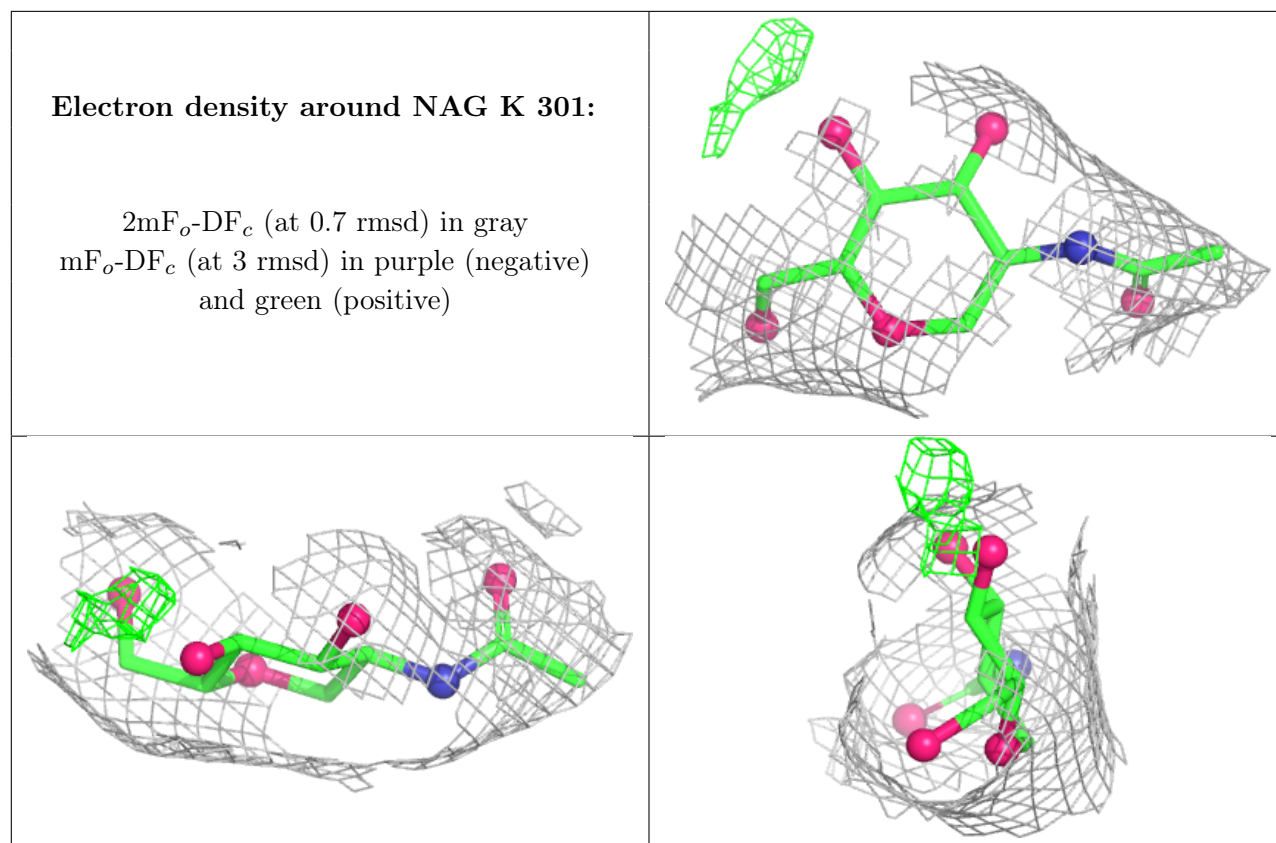 Electron density around NAG K 301:
2mFo-DFc (at 0.7 rmsd) in gray
mFo-DFc (at 3 rmsd) in purple (negative)
and green (positive)